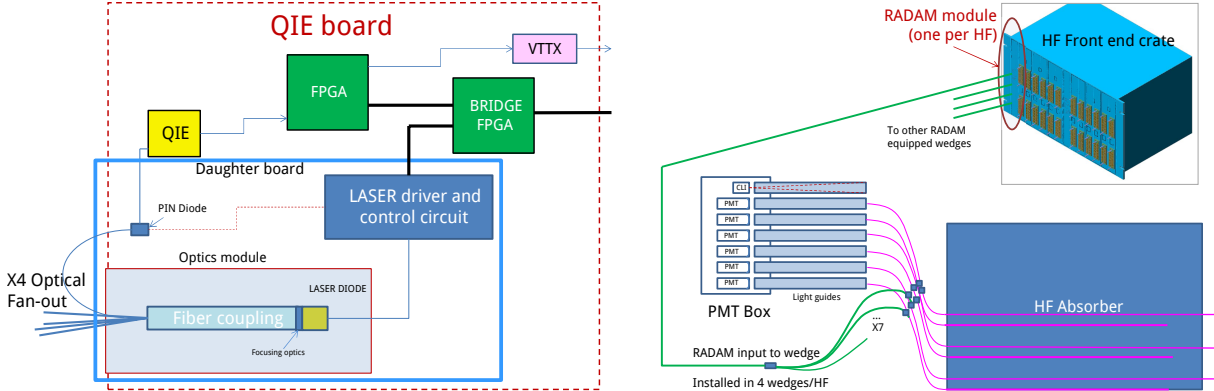 QIE board
VTTX
FPGA
BRIDGE
FPGA
QIE
Daughter board
LASER driver and
control circuit
PIN Diode
Optics module
X4 Optical
Fan-out
LASER DIODE
Fiber coupling
Focusing optics
RADAM module
(one per HF)
HF Front end crate
To other RADAM
equipped wedges
CLI
PMT
PMT
PMT
PMT
PMT
PMT
Light guides
PMT Box
HF Absorber
...
X7
RADAM input to wedge
Installed in 4 wedges/HF